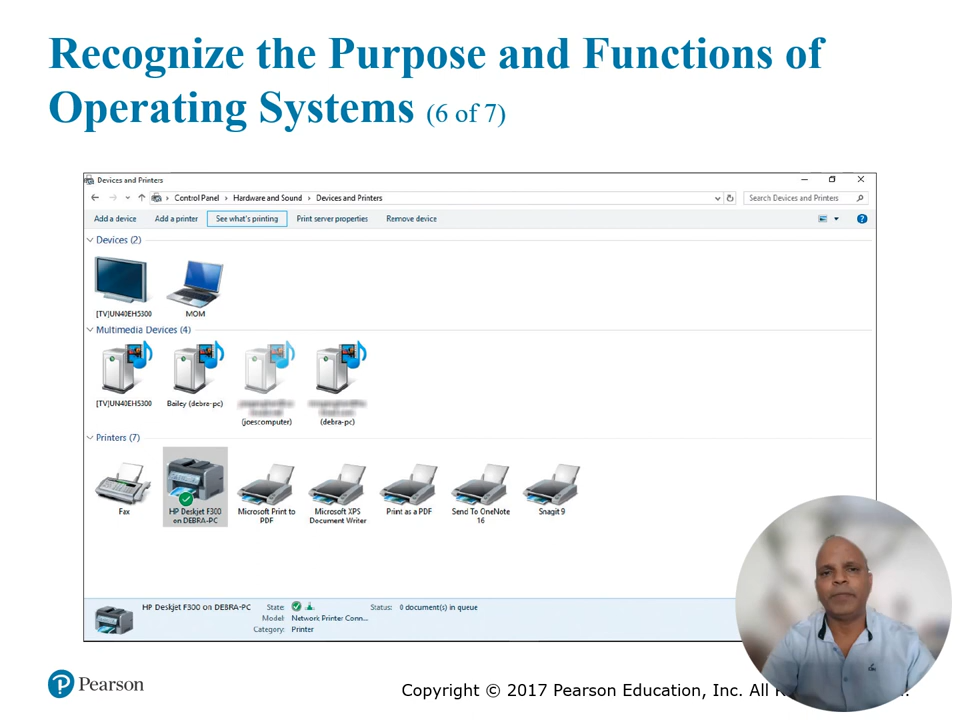 Recognize the Purpose and Functions of
Operating Systems (6 of 7)
Devices and Printers
Control Panel › Hardware and Sound › Devices and Printers
Search Devices and Printers
Add a device Add a printer See what's printing Print server properties Remove device
Devices (2)
[TV]UN40EH5300 MOM
Multimedia Devices (4)
[TV]UN40EH5300 Bailey (debra-pc)
(joescomputer) (debra-pc)
Printers (7)
Fax HP Deskjet F300 on DEBRA-PC Microsoft Print to PDF Microsoft XPS Document Writer Print as a PDF Send To OneNote 16 Snagit 9
HP Deskjet F300 on DEBRA-PC State: Status: 0 document(s) in queue
Model: Network Printer Conn...
Category: Printer
Pearson
Copyright © 2017 Pearson Education, Inc. All